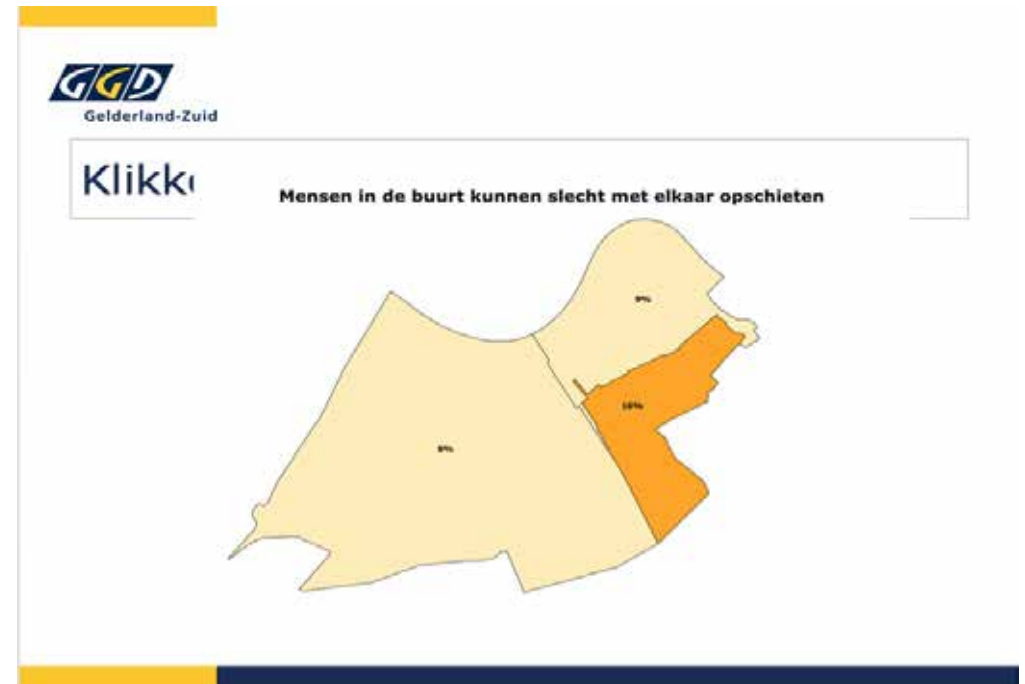 GGD
Gelderland-Zuid
Klikk
Mensen in de buurt kunnen slecht met elkaar opschieten